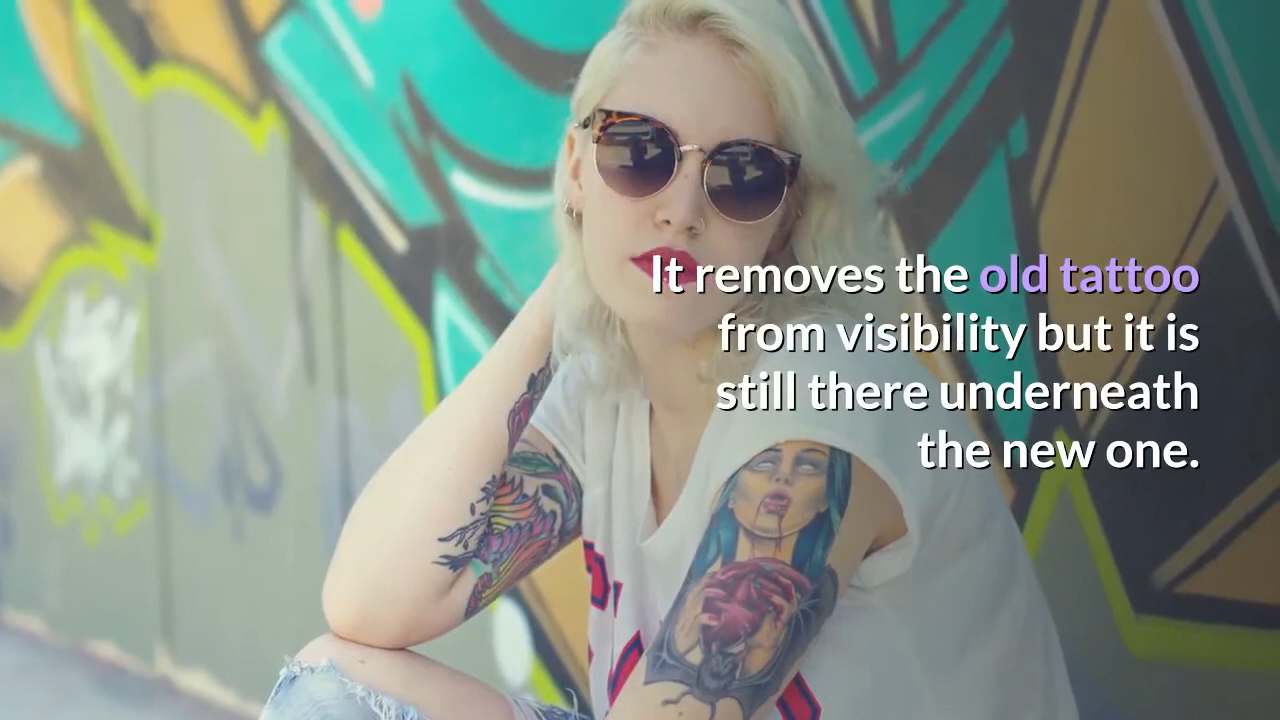 It removes the old tattoo
from visibility but it is
still there underneath
the new one.